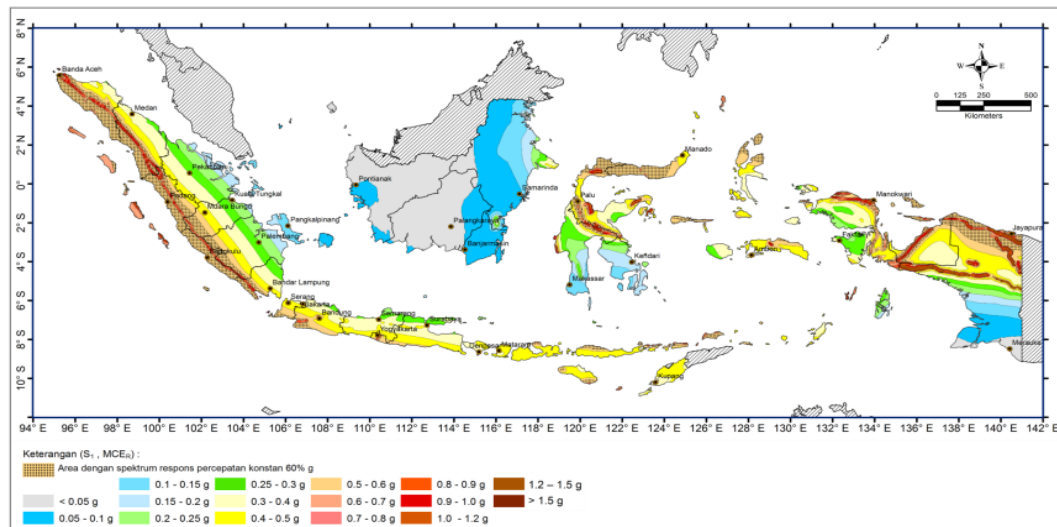 8° N
6° N
4° N
2° N
0°
2° S
4° S
6° S
8° S
10° S
Banda Aceh
Medan
Pekanbaru
Padang
Kuala Tungkal
Muara Bungo
Pangkalpinang
Palembang
Bengkulu
Bandar Lampung
Serang
Jakarta
Bandung
Semarang
Yogyakarta
Surabaya
Denpasar
Mataram
Kupang
Pontianak
Palangkaraya
Banjarmasin
Samarinda
Palu
Manado
Makassar
Kendari
Ambon
Manokwari
Fakfak
Jayapura
Merauke
N
W E
S
0 125 250 500
Kilometers
94° E 96° E 98° E 100° E 102° E 104° E 106° E 108° E 110° E 112° E 114° E 116° E 118° E 120° E 122° E 124° E 126° E 128° E 130° E 132° E 134° E 136° E 138° E 140° E 142° E
Keterangan (S₁ , MCEʀ) :
Area dengan spektrum respons percepatan konstan 60% g
0.1 - 0.15 g 0.25 - 0.3 g 0.5 - 0.6 g 0.8 - 0.9 g 1.2 – 1.5 g
< 0.05 g 0.15 - 0.2 g 0.3 - 0.4 g 0.6 - 0.7 g 0.9 - 1.0 g > 1.5 g
0.05 - 0.1 g 0.2 - 0.25 g 0.4 - 0.5 g 0.7 - 0.8 g 1.0 - 1.2 g